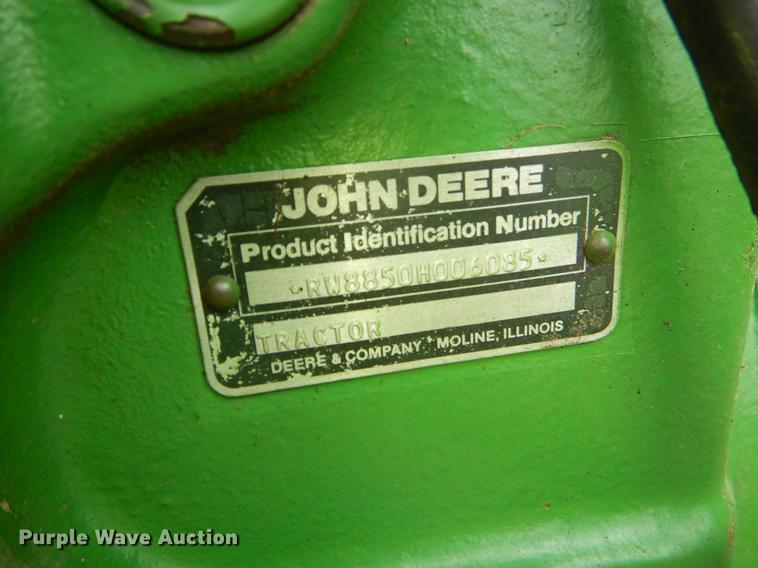 JOHN DEERE
Product Identification Number
*RW8850H006085*
TRACTOR
DEERE & COMPANY * MOLINE, ILLINOIS
Purple Wave Auction